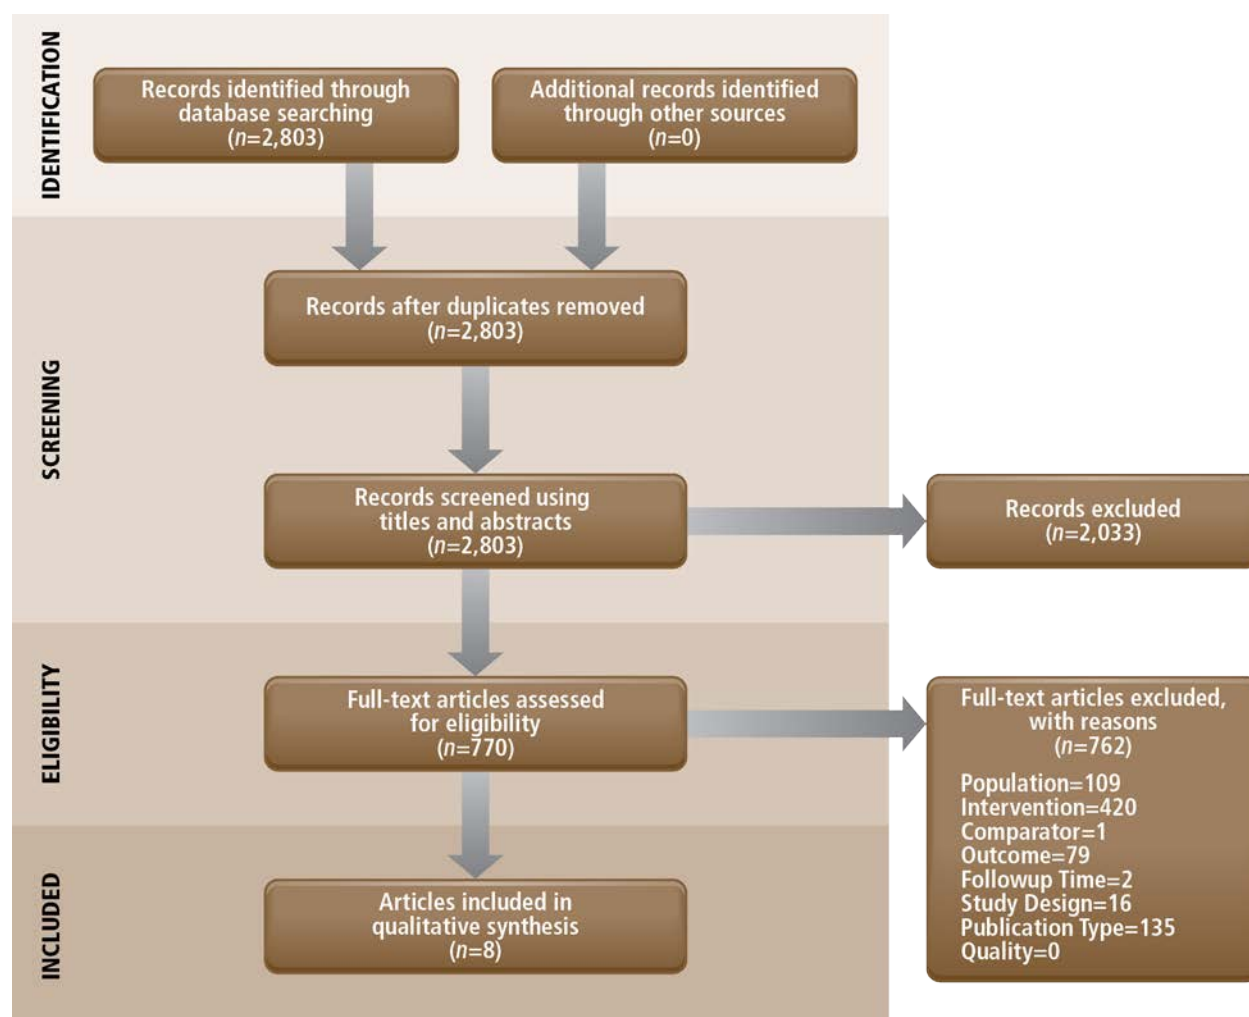 IDENTIFICATION
Records identified through
database searching
(n=2,803)
Additional records identified
through other sources
(n=0)
SCREENING
Records after duplicates removed
(n=2,803)
Records screened using
titles and abstracts
(n=2,803)
Records excluded
(n=2,033)
ELIGIBILITY
Full-text articles assessed
for eligibility
(n=770)
Full-text articles excluded,
with reasons
(n=762)
Population=109
Intervention=420
Comparator=1
Outcome=79
Followup Time=2
Study Design=16
Publication Type=135
Quality=0
INCLUDED
Articles included in
qualitative synthesis
(n=8)